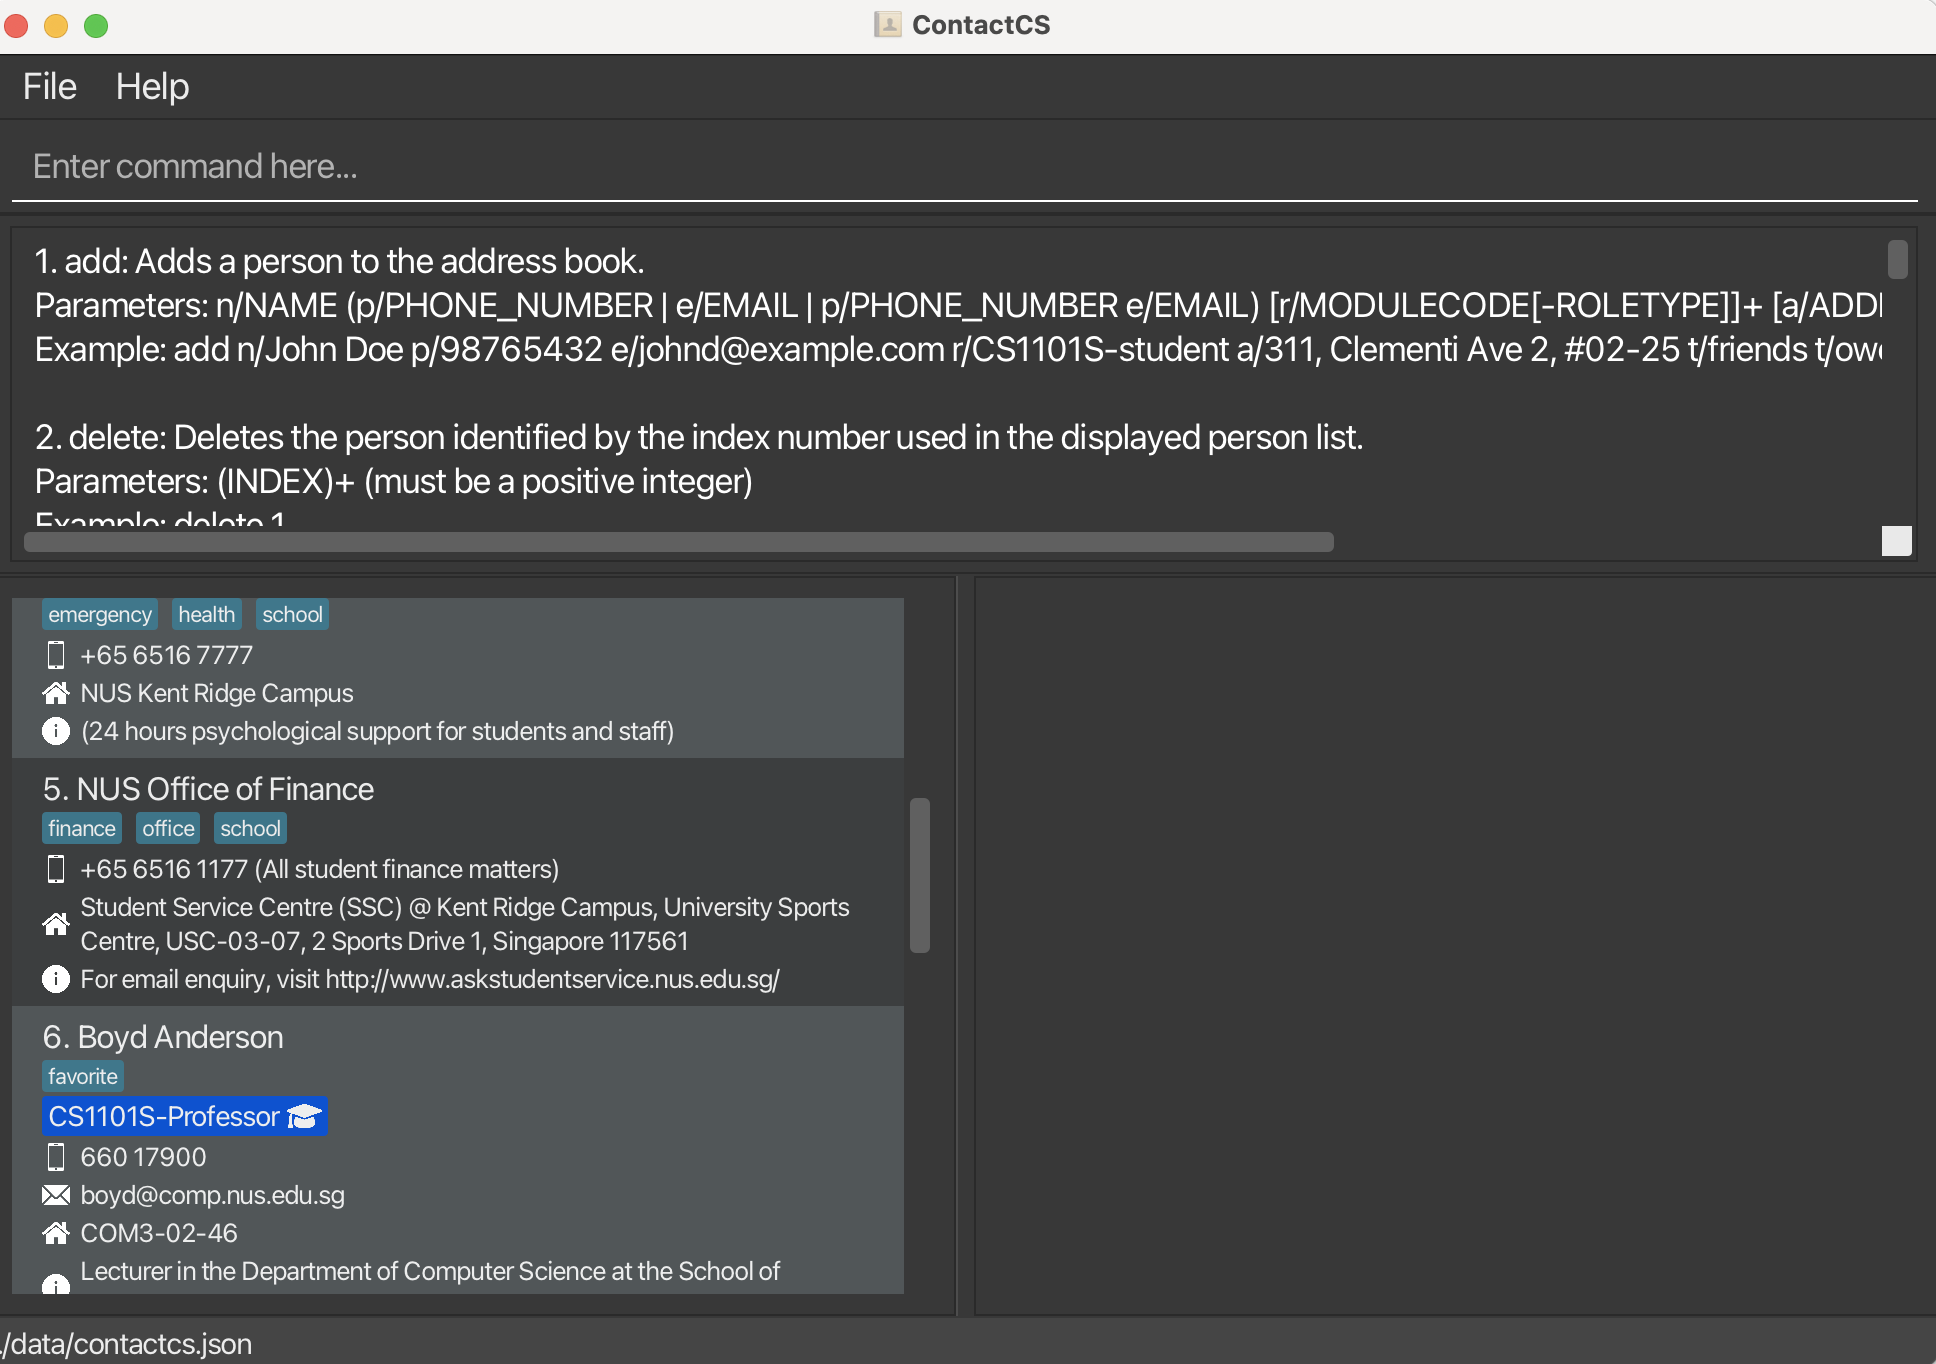 ContactCS
File Help
Enter command here...
1. add: Adds a person to the address book.
Parameters: n/NAME (p/PHONE_NUMBER | e/EMAIL | p/PHONE_NUMBER e/EMAIL) [r/MODULECODE[-ROLETYPE]]+ [a/ADD
Example: add n/John Doe p/98765432 e/johnd@example.com r/CS1101S-student a/311, Clementi Ave 2, #02-25 t/friends t/ow
2. delete: Deletes the person identified by the index number used in the displayed person list.
Parameters: (INDEX)+ (must be a positive integer)
Example: delete 1
emergency health school
+65 6516 7777
NUS Kent Ridge Campus
(24 hours psychological support for students and staff)
5. NUS Office of Finance
finance office school
+65 6516 1177 (All student finance matters)
Student Service Centre (SSC) @ Kent Ridge Campus, University Sports
Centre, USC-03-07, 2 Sports Drive 1, Singapore 117561
For email enquiry, visit http://www.askstudentservice.nus.edu.sg/
6. Boyd Anderson
favorite
CS1101S-Professor
660 17900
boyd@comp.nus.edu.sg
COM3-02-46
Lecturer in the Department of Computer Science at the School of
./data/contactcs.json